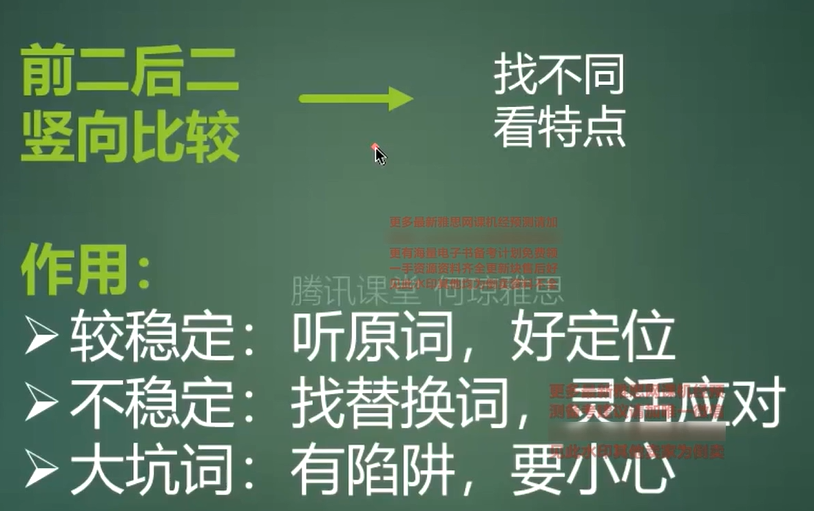 前二后二
竖向比较
找不同
看特点
作用：
腾讯课堂 何琼雅思
➢较稳定：听原词，好定位
➢不稳定：找替换词，灵活应对
➢大坑词：有陷阱，要小心